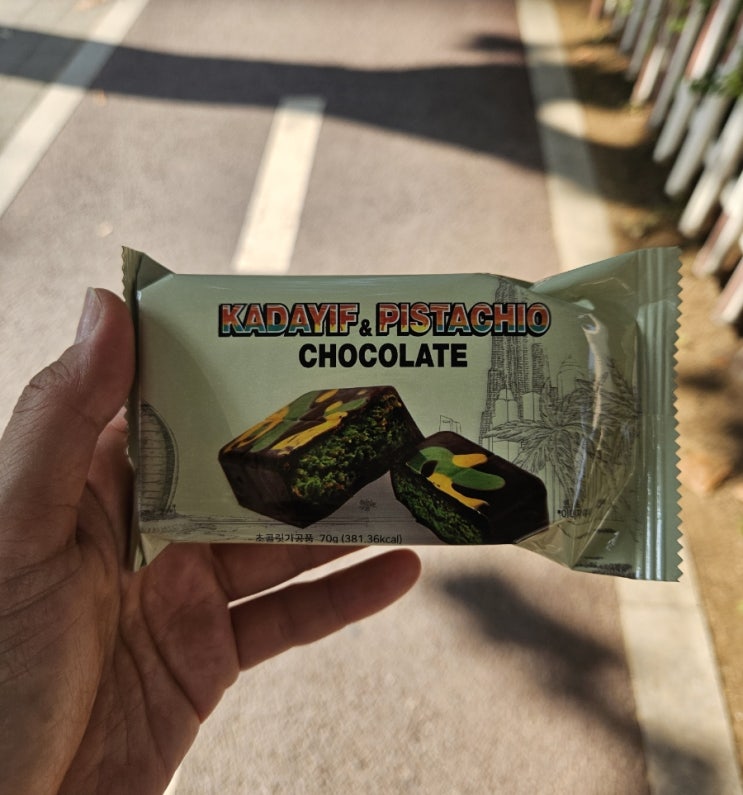 KADAYIF & PISTACHIO
CHOCOLATE
초콜릿가공품 70g (381.36kcal)